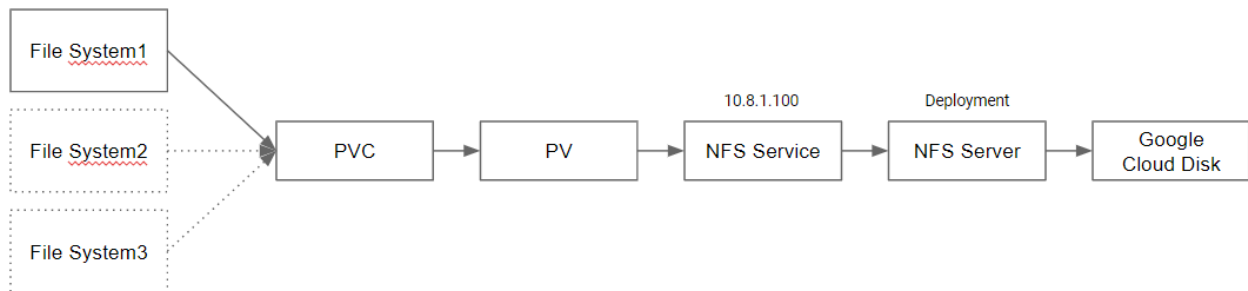 File System1
File System2
File System3
PVC
PV
10.8.1.100
NFS Service
Deployment
NFS Server
Google
Cloud Disk